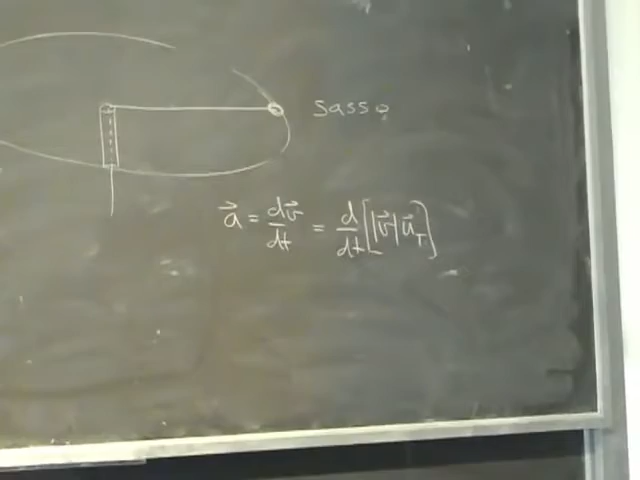 sasso
a⃗ = dv⃗/dt = d/dt [|v⃗| u⃗_T]